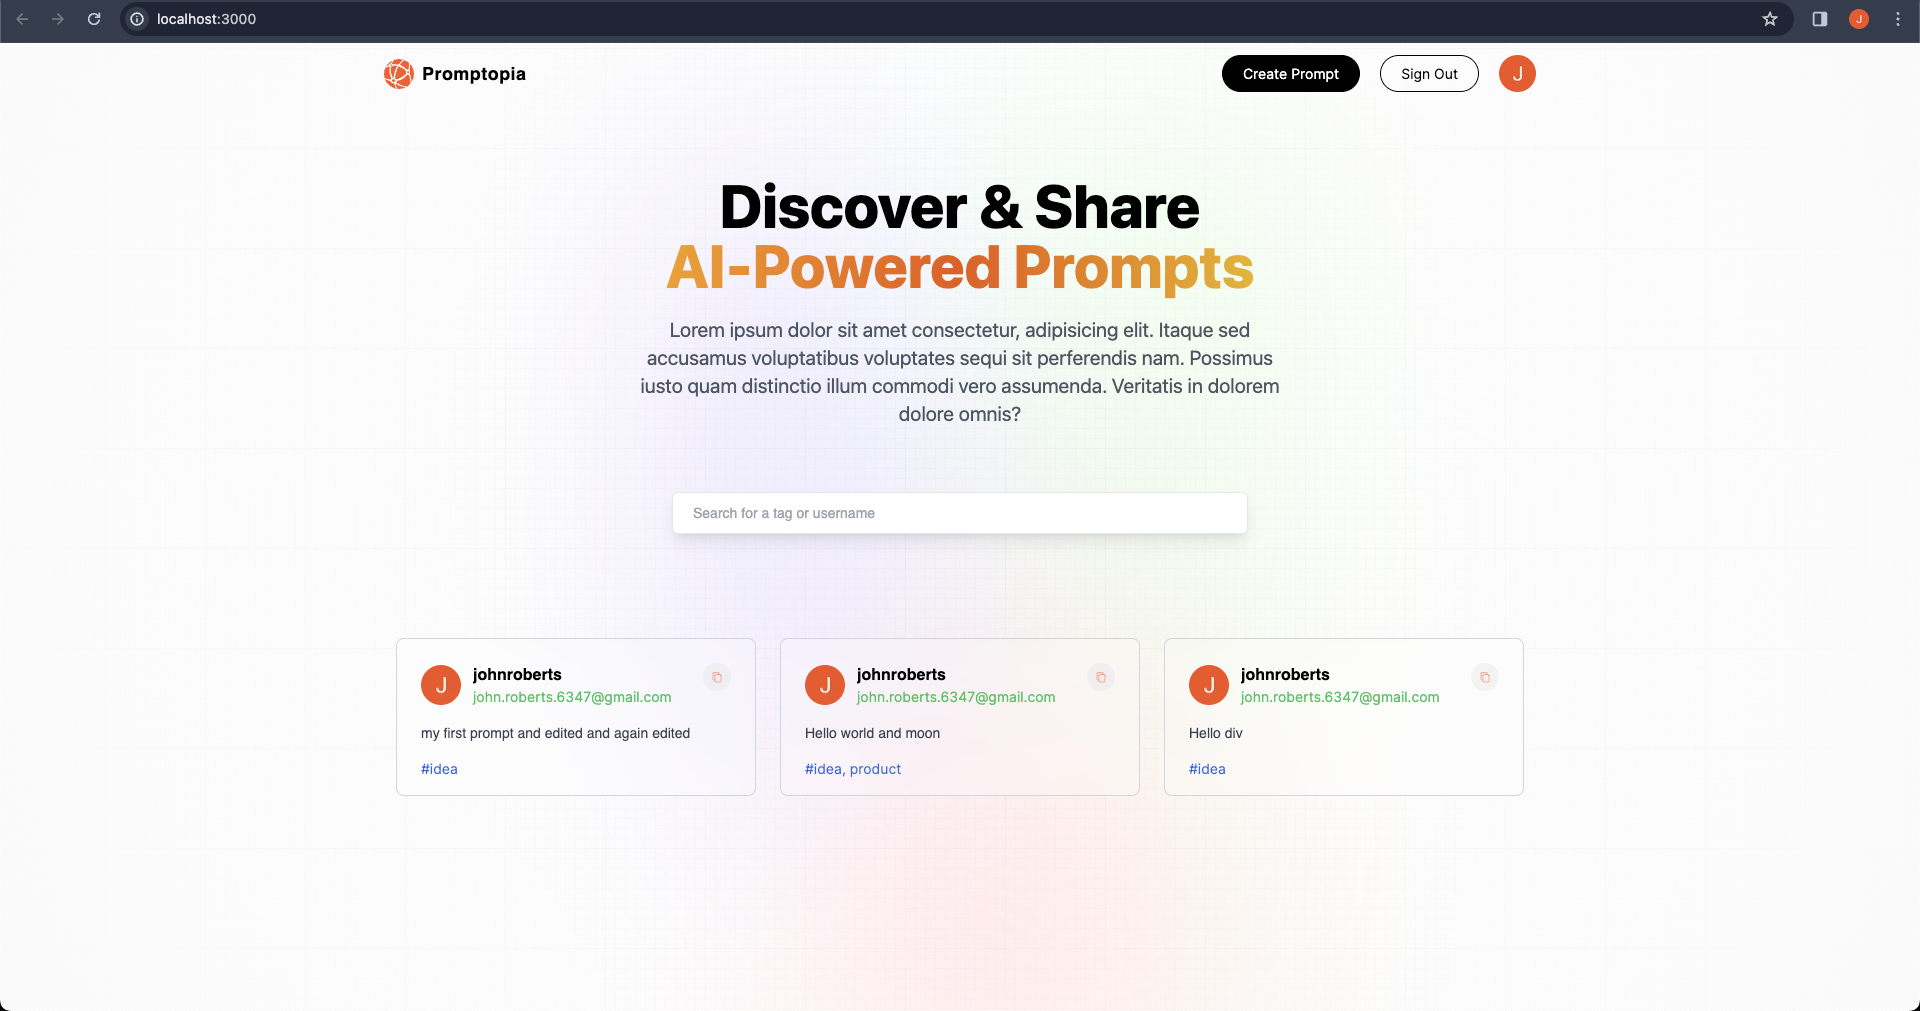 localhost:3000
J
Promptopia
Create Prompt
Sign Out
J
Discover & Share
AI-Powered Prompts
Lorem ipsum dolor sit amet consectetur, adipisicing elit. Itaque sed
accusamus voluptatibus voluptates sequi sit perferendis nam. Possimus
iusto quam distinctio illum commodi vero assumenda. Veritatis in dolorem
dolore omnis?
Search for a tag or username
J
johnroberts
john.roberts.6347@gmail.com
my first prompt and edited and again edited
#idea
J
johnroberts
john.roberts.6347@gmail.com
Hello world and moon
#idea, product
J
johnroberts
john.roberts.6347@gmail.com
Hello div
#idea